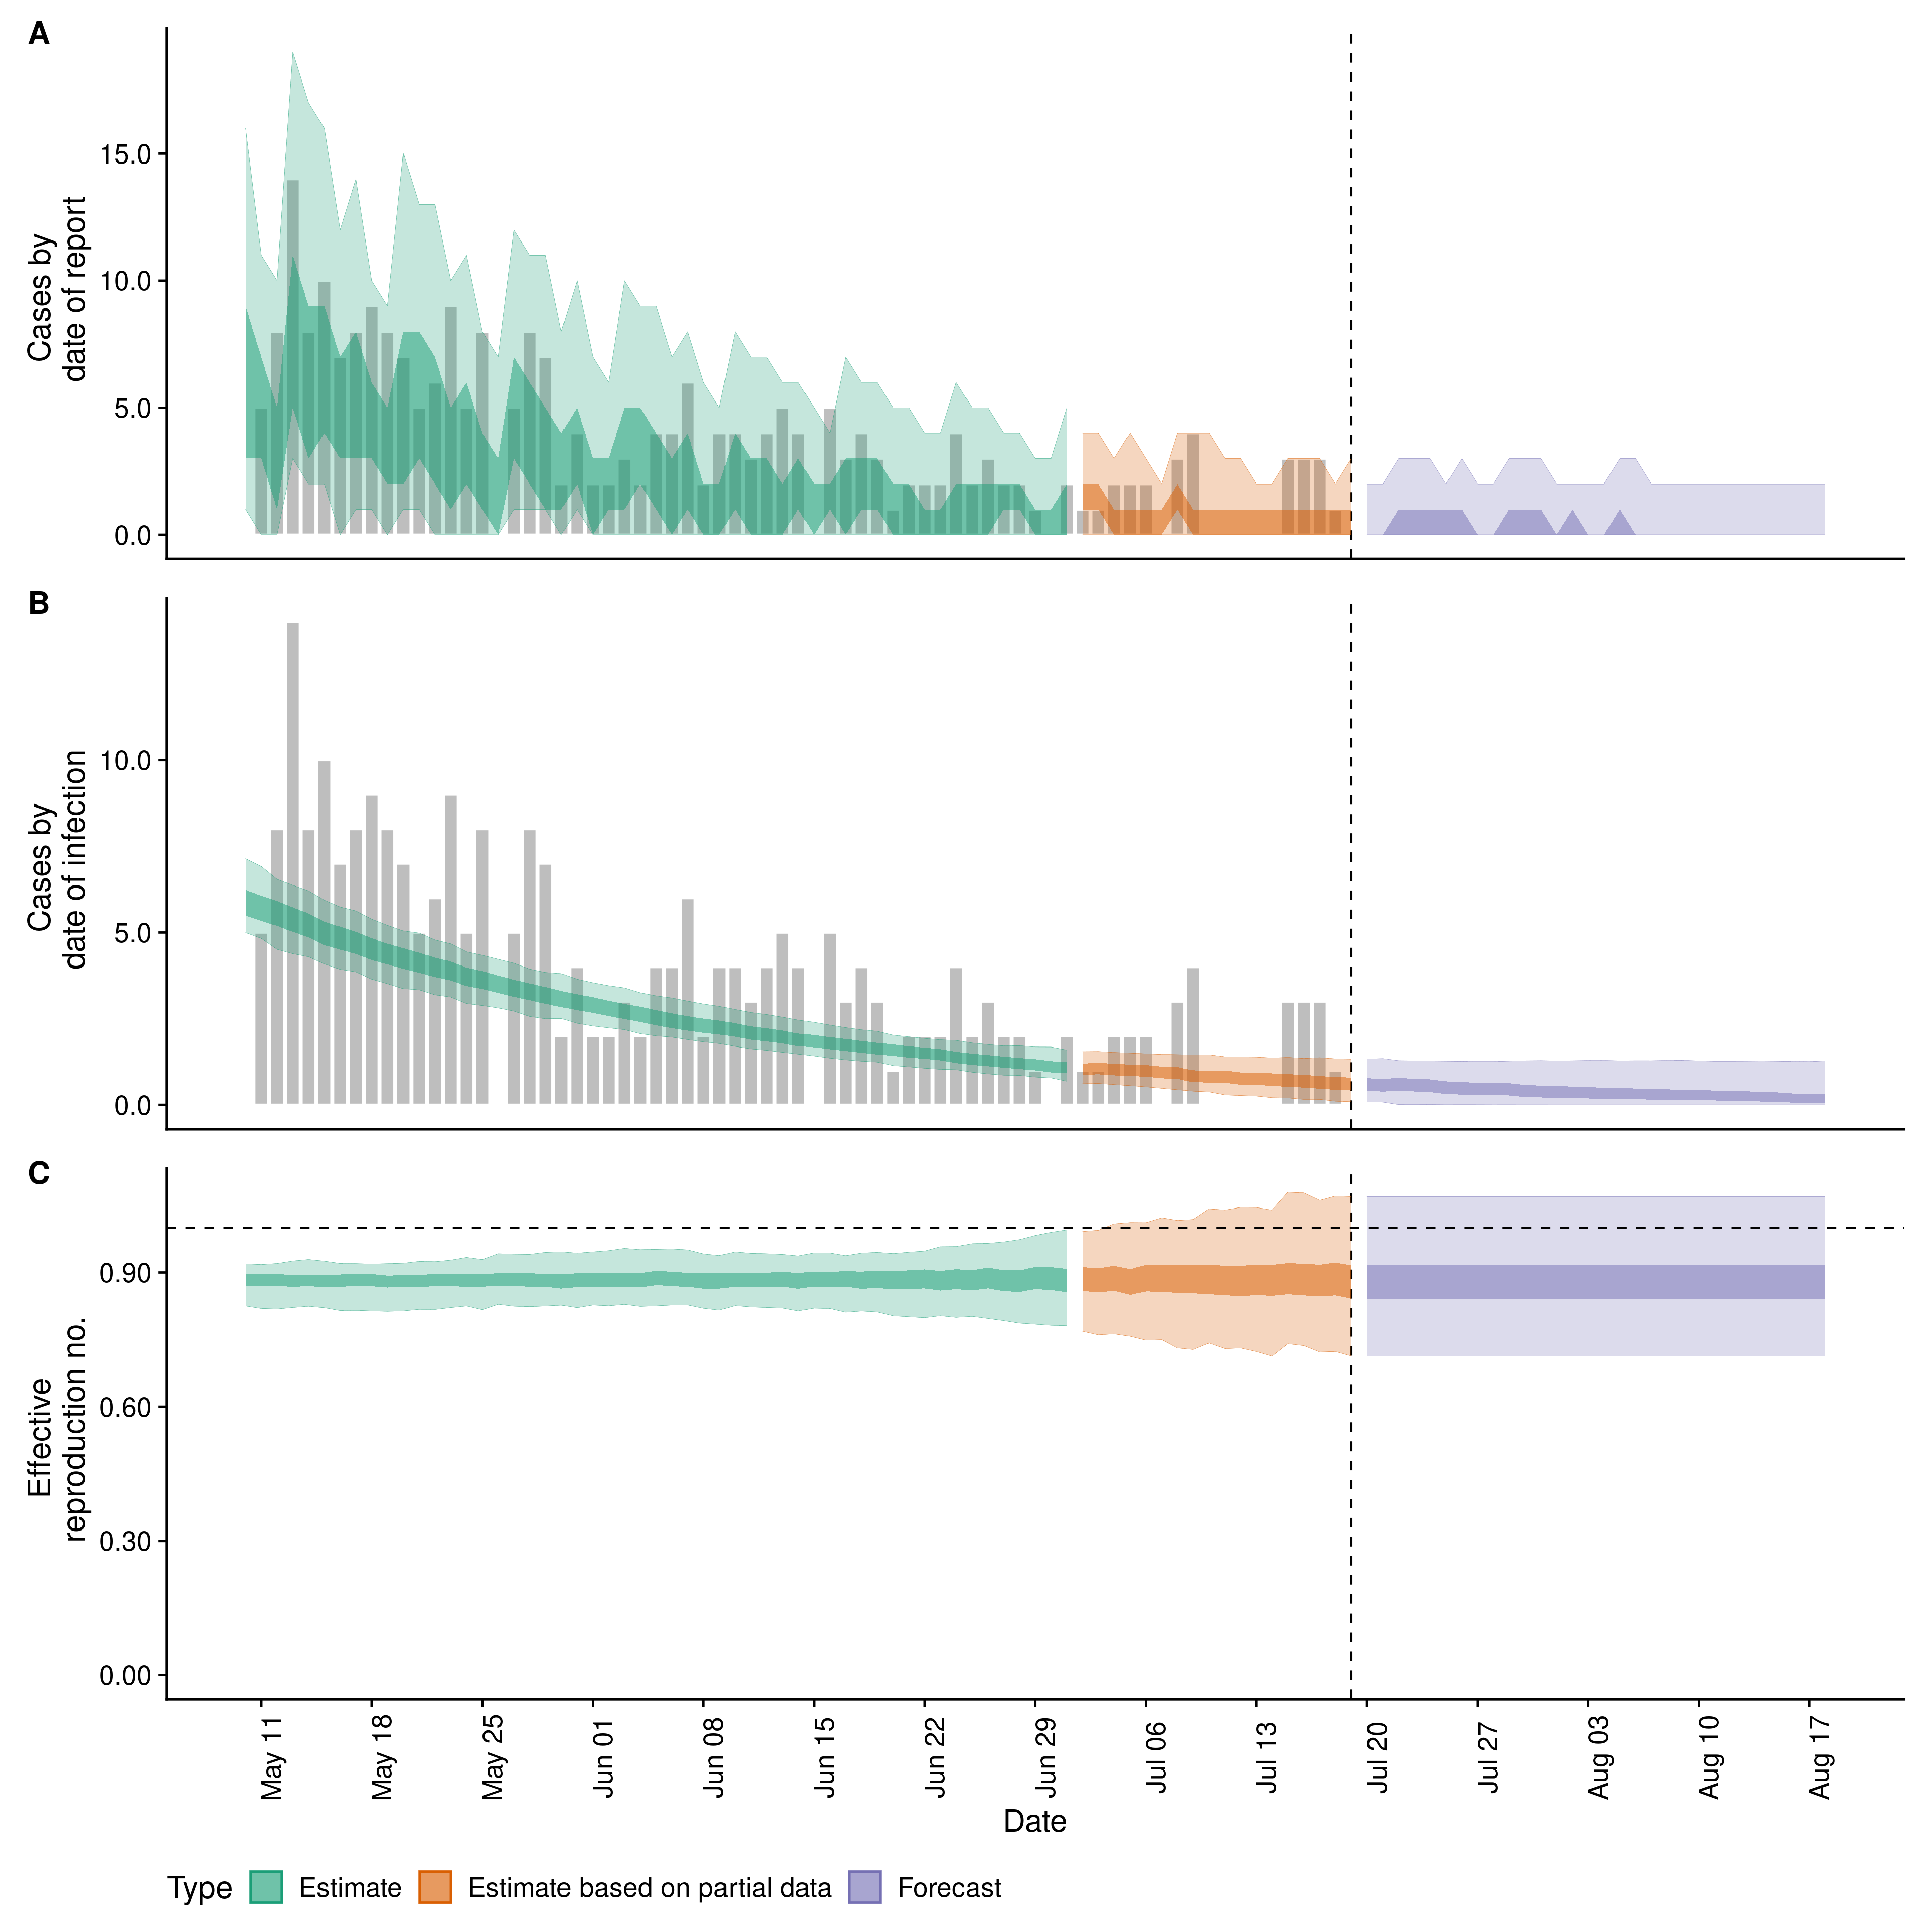 A
Cases by
date of report
15.0
10.0
5.0
0.0
B
Cases by
date of infection
10.0
5.0
0.0
C
Effective
reproduction no.
0.90
0.60
0.30
0.00
May 11
May 18
May 25
Jun 01
Jun 08
Jun 15
Jun 22
Jun 29
Jul 06
Jul 13
Jul 20
Jul 27
Aug 03
Aug 10
Aug 17
Date
Type Estimate Estimate based on partial data Forecast